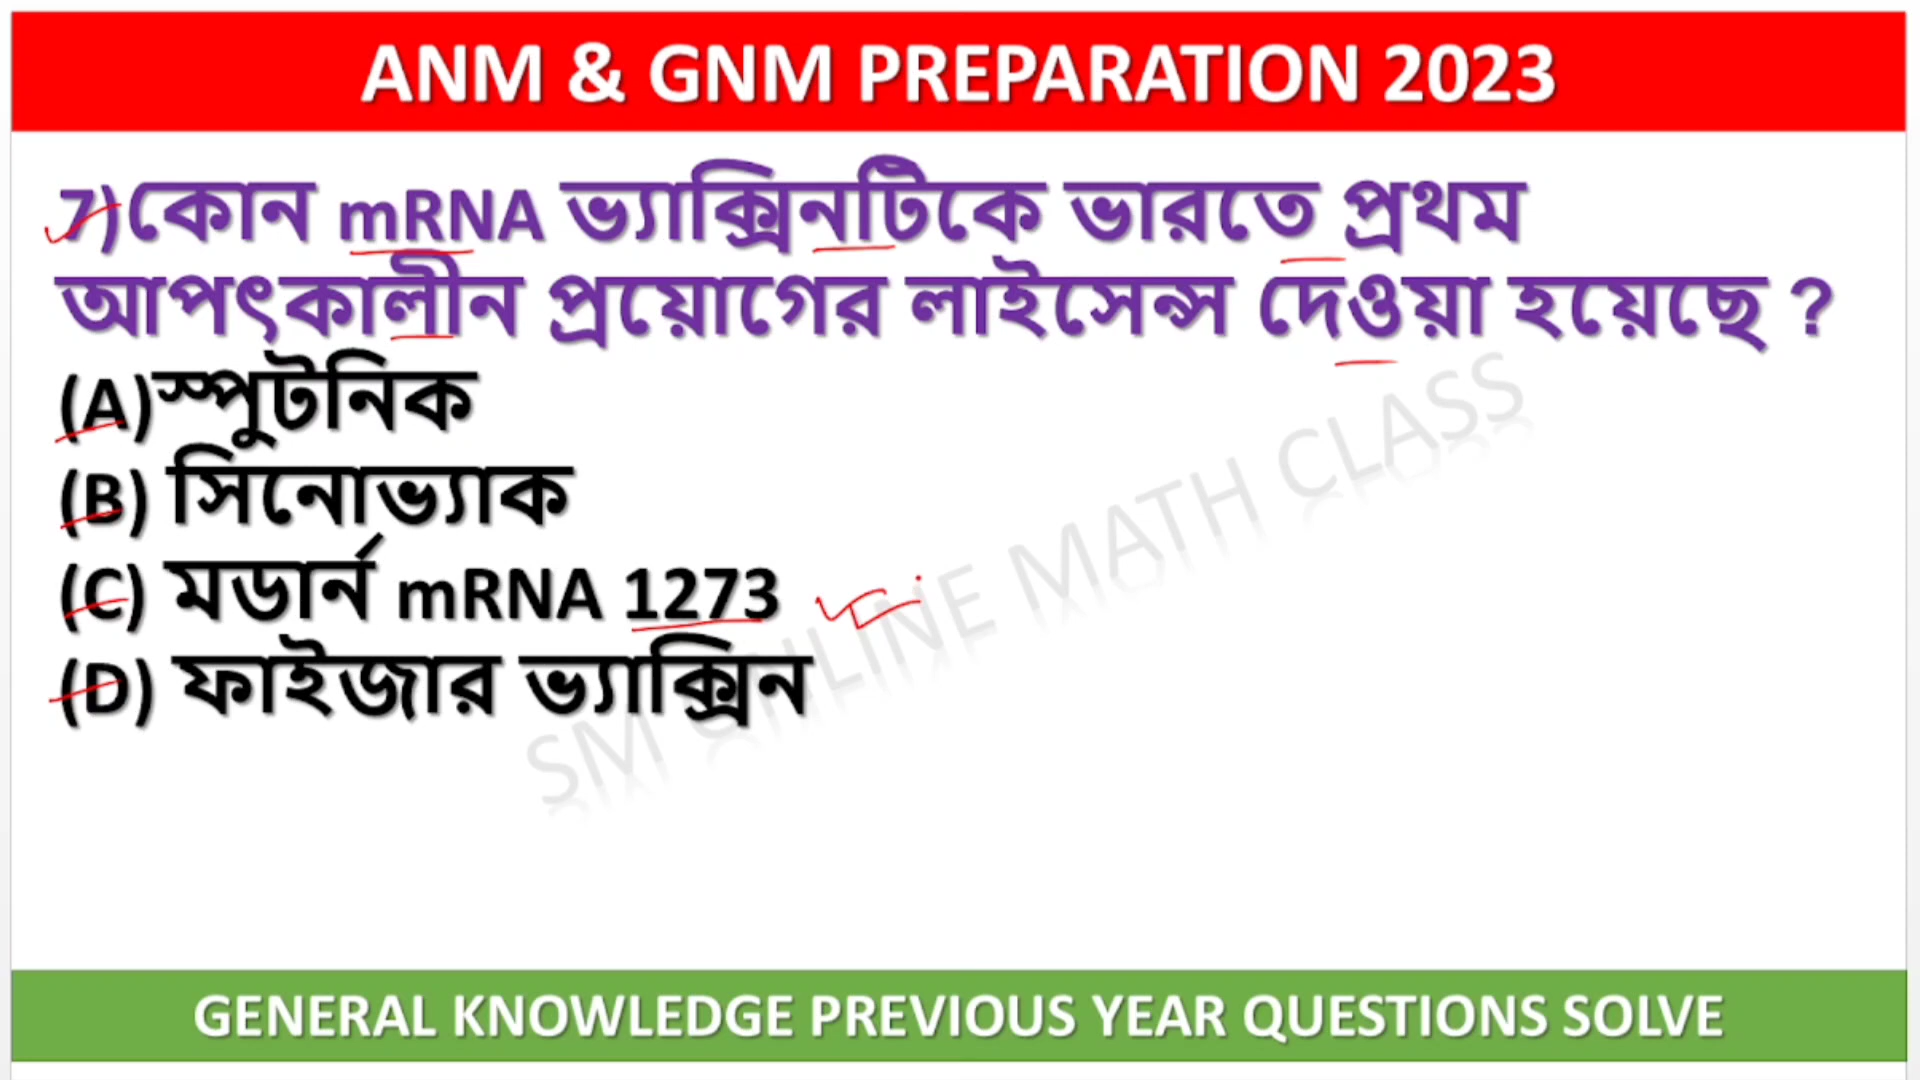 ANM & GNM PREPARATION 2023
7)কোন mRNA ভ্যাক্সিনটিকে ভারতে প্রথম
আপৎকালীন প্রয়োগের লাইসেন্স দেওয়া হয়েছে ?
(A)স্পুটনিক
(B) সিনোভ্যাক
(C) মডার্ন mRNA 1273
(D) ফাইজার ভ্যাক্সিন
SM ONLINE MATH CLASS
GENERAL KNOWLEDGE PREVIOUS YEAR QUESTIONS SOLVE